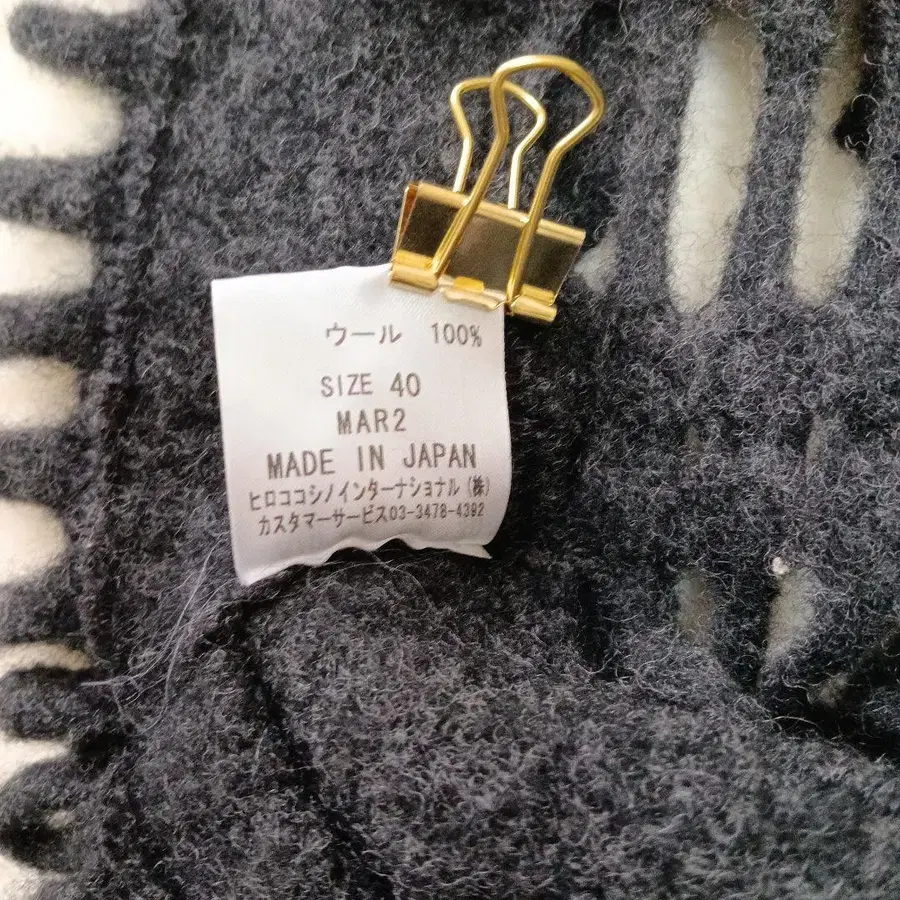 ウール 100%
SIZE 40
MAR2
MADE IN JAPAN
ヒロココシノインターナショナル(株)
カスタマーサービス03-3478-4392